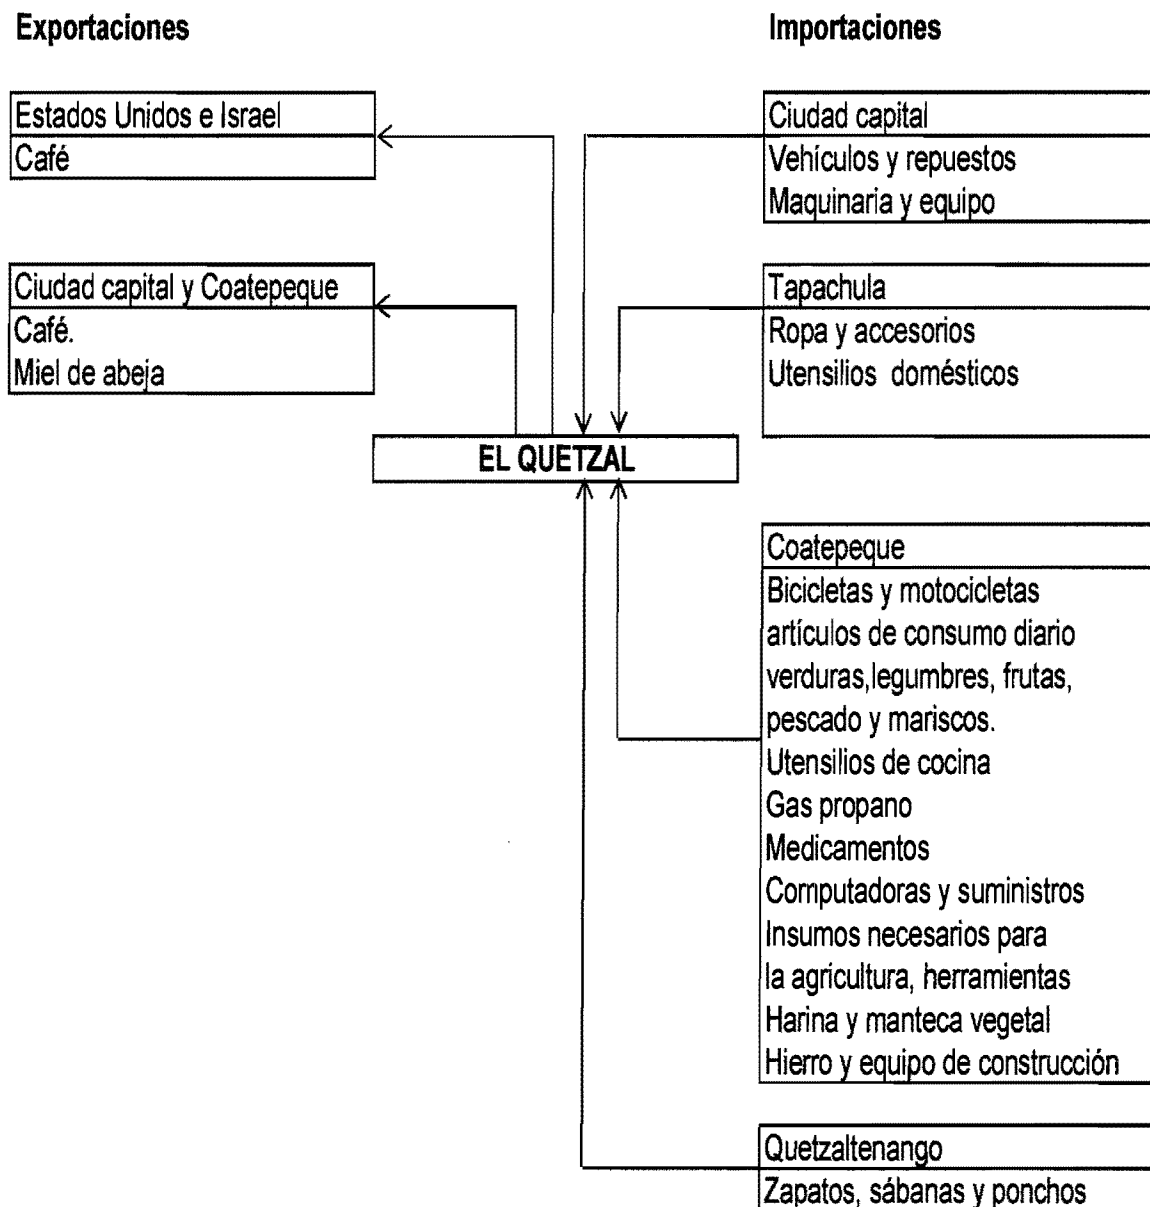 Exportaciones
Importaciones
Estados Unidos e Israel
Café
Ciudad capital
Vehículos y repuestos
Maquinaria y equipo
Ciudad capital y Coatepeque
Café.
Miel de abeja
Tapachula
Ropa y accesorios
Utensilios domésticos
EL QUETZAL
Coatepeque
Bicicletas y motocicletas
artículos de consumo diario
verduras,legumbres, frutas,
pescado y mariscos.
Utensilios de cocina
Gas propano
Medicamentos
Computadoras y suministros
Insumos necesarios para
la agricultura, herramientas
Harina y manteca vegetal
Hierro y equipo de construcción
Quetzaltenango
Zapatos, sábanas y ponchos